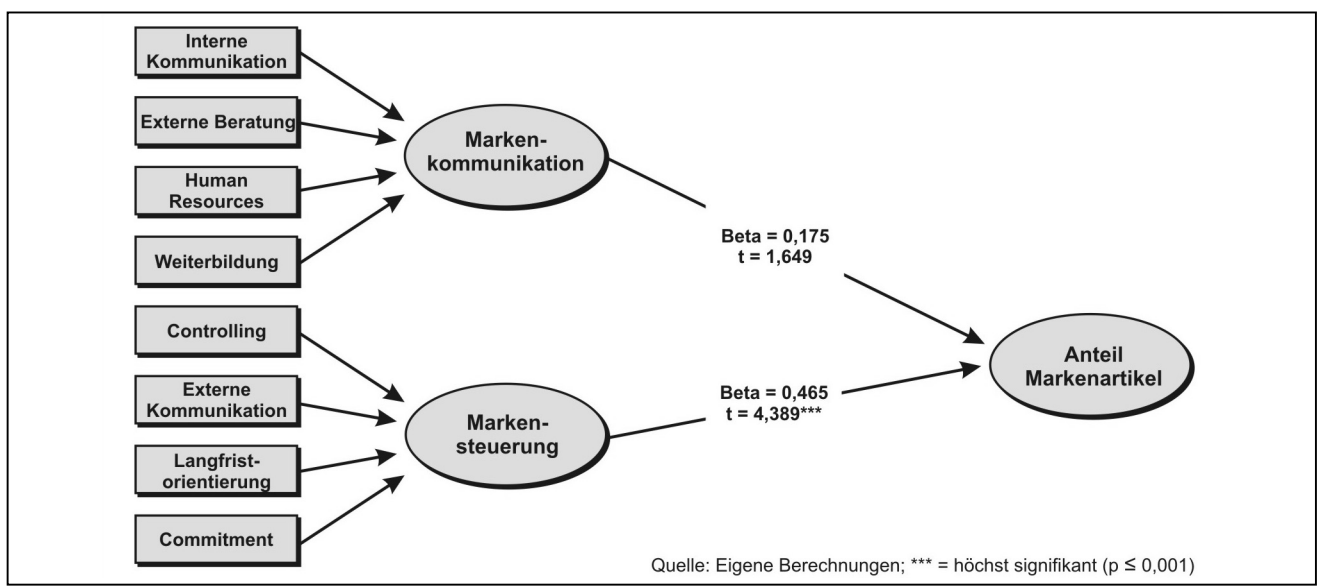 Interne
Kommunikation
Externe Beratung
Human
Resources
Weiterbildung
Controlling
Externe
Kommunikation
Langfrist-
orientierung
Commitment
Marken-
kommunikation
Marken-
steuerung
Beta = 0,175
t = 1,649
Beta = 0,465
t = 4,389***
Anteil
Markenartikel
Quelle: Eigene Berechnungen; *** = höchst signifikant (p ≤ 0,001)